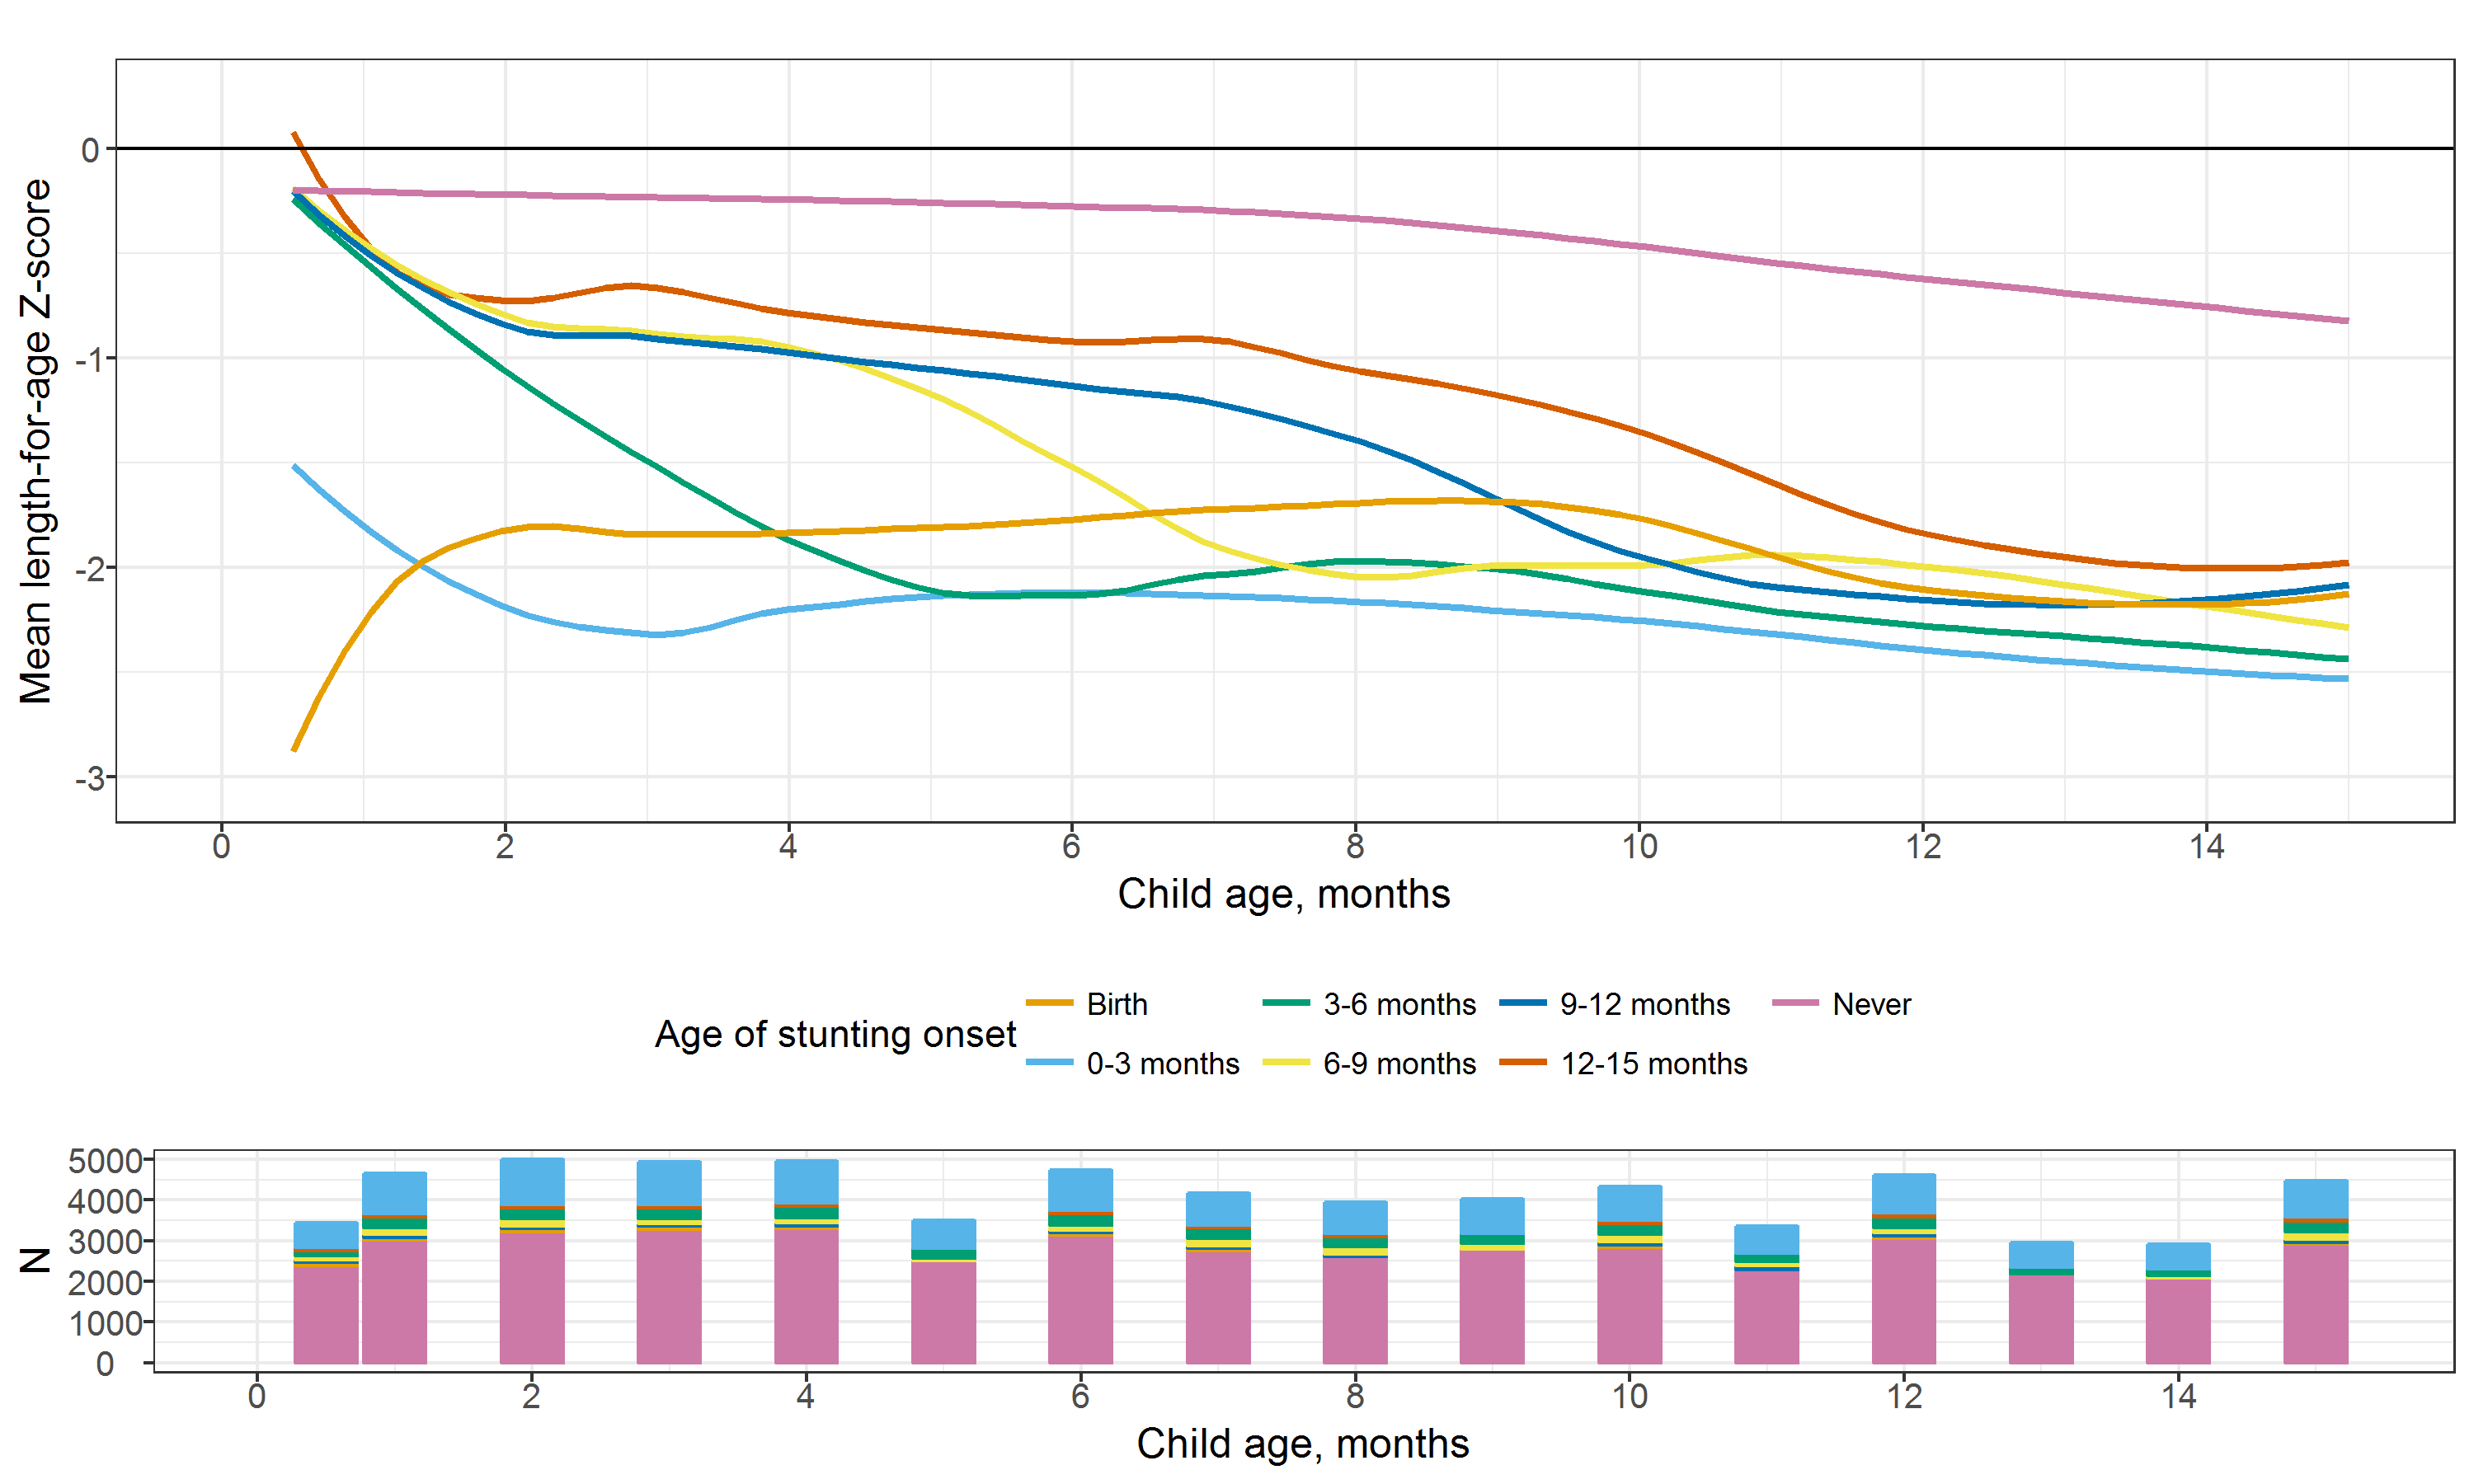 Mean length-for-age Z-score
0
-1
-2
-3
0 2 4 6 8 10 12 14
Child age, months
Age of stunting onset
Birth 3-6 months 9-12 months Never
0-3 months 6-9 months 12-15 months
N
5000
4000
3000
2000
1000
0
0 2 4 6 8 10 12 14
Child age, months